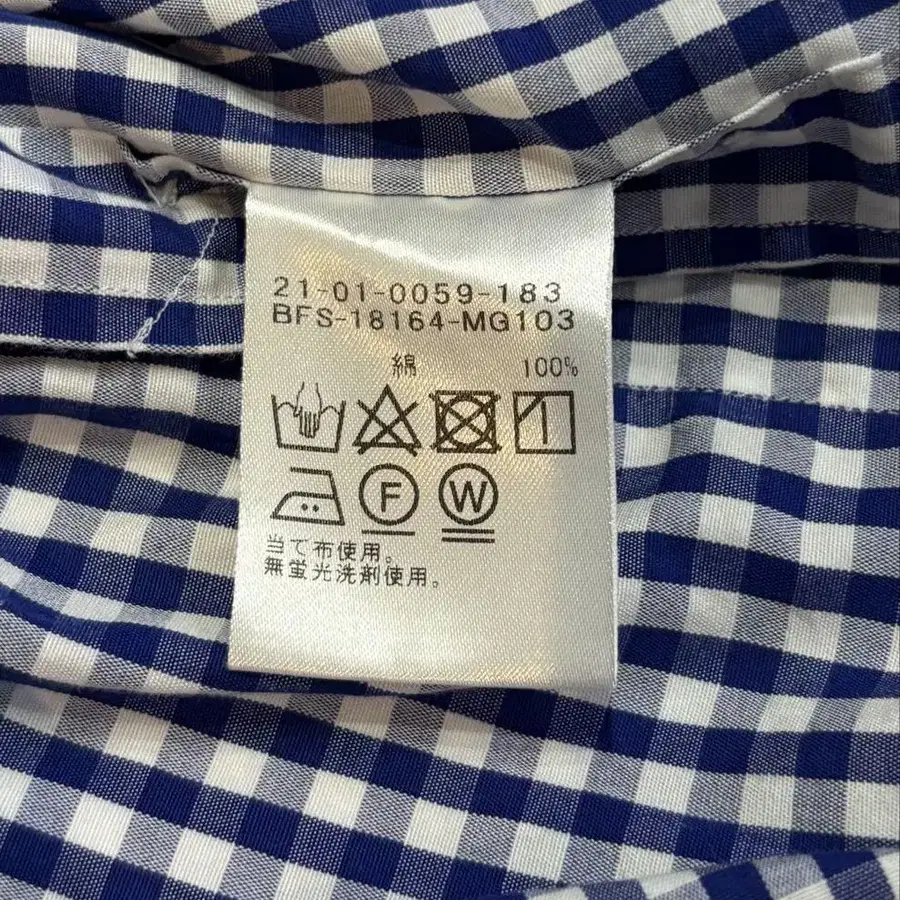 21-01-0059-183
BFS-18164-MG103
綿 100%
F W
当て布使用。
無蛍光洗剤使用。